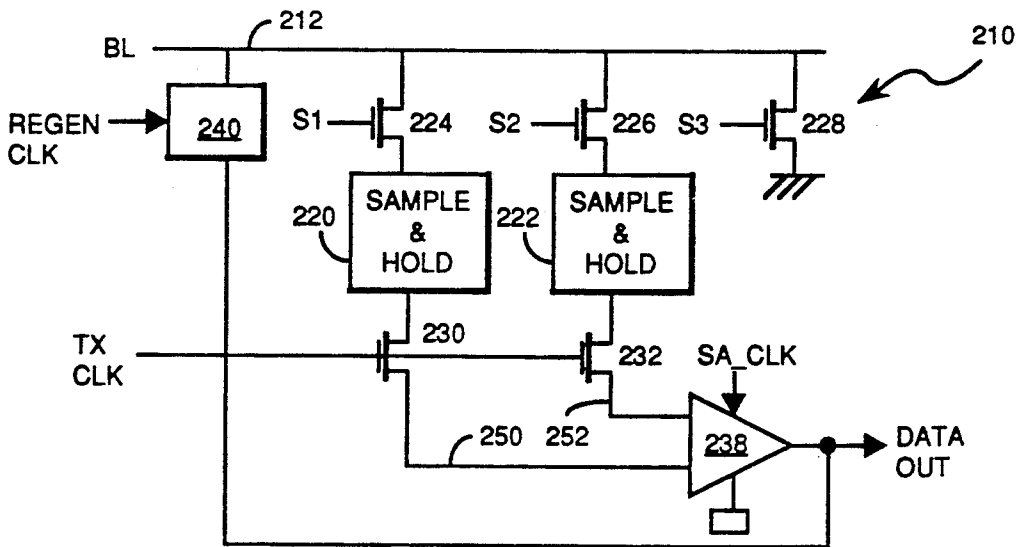 212
BL
210
REGEN
CLK
240
S1
224
S2
226
S3
228
220
SAMPLE
&
HOLD
222
SAMPLE
&
HOLD
TX
CLK
230
232
SA_CLK
250
252
238
DATA
OUT